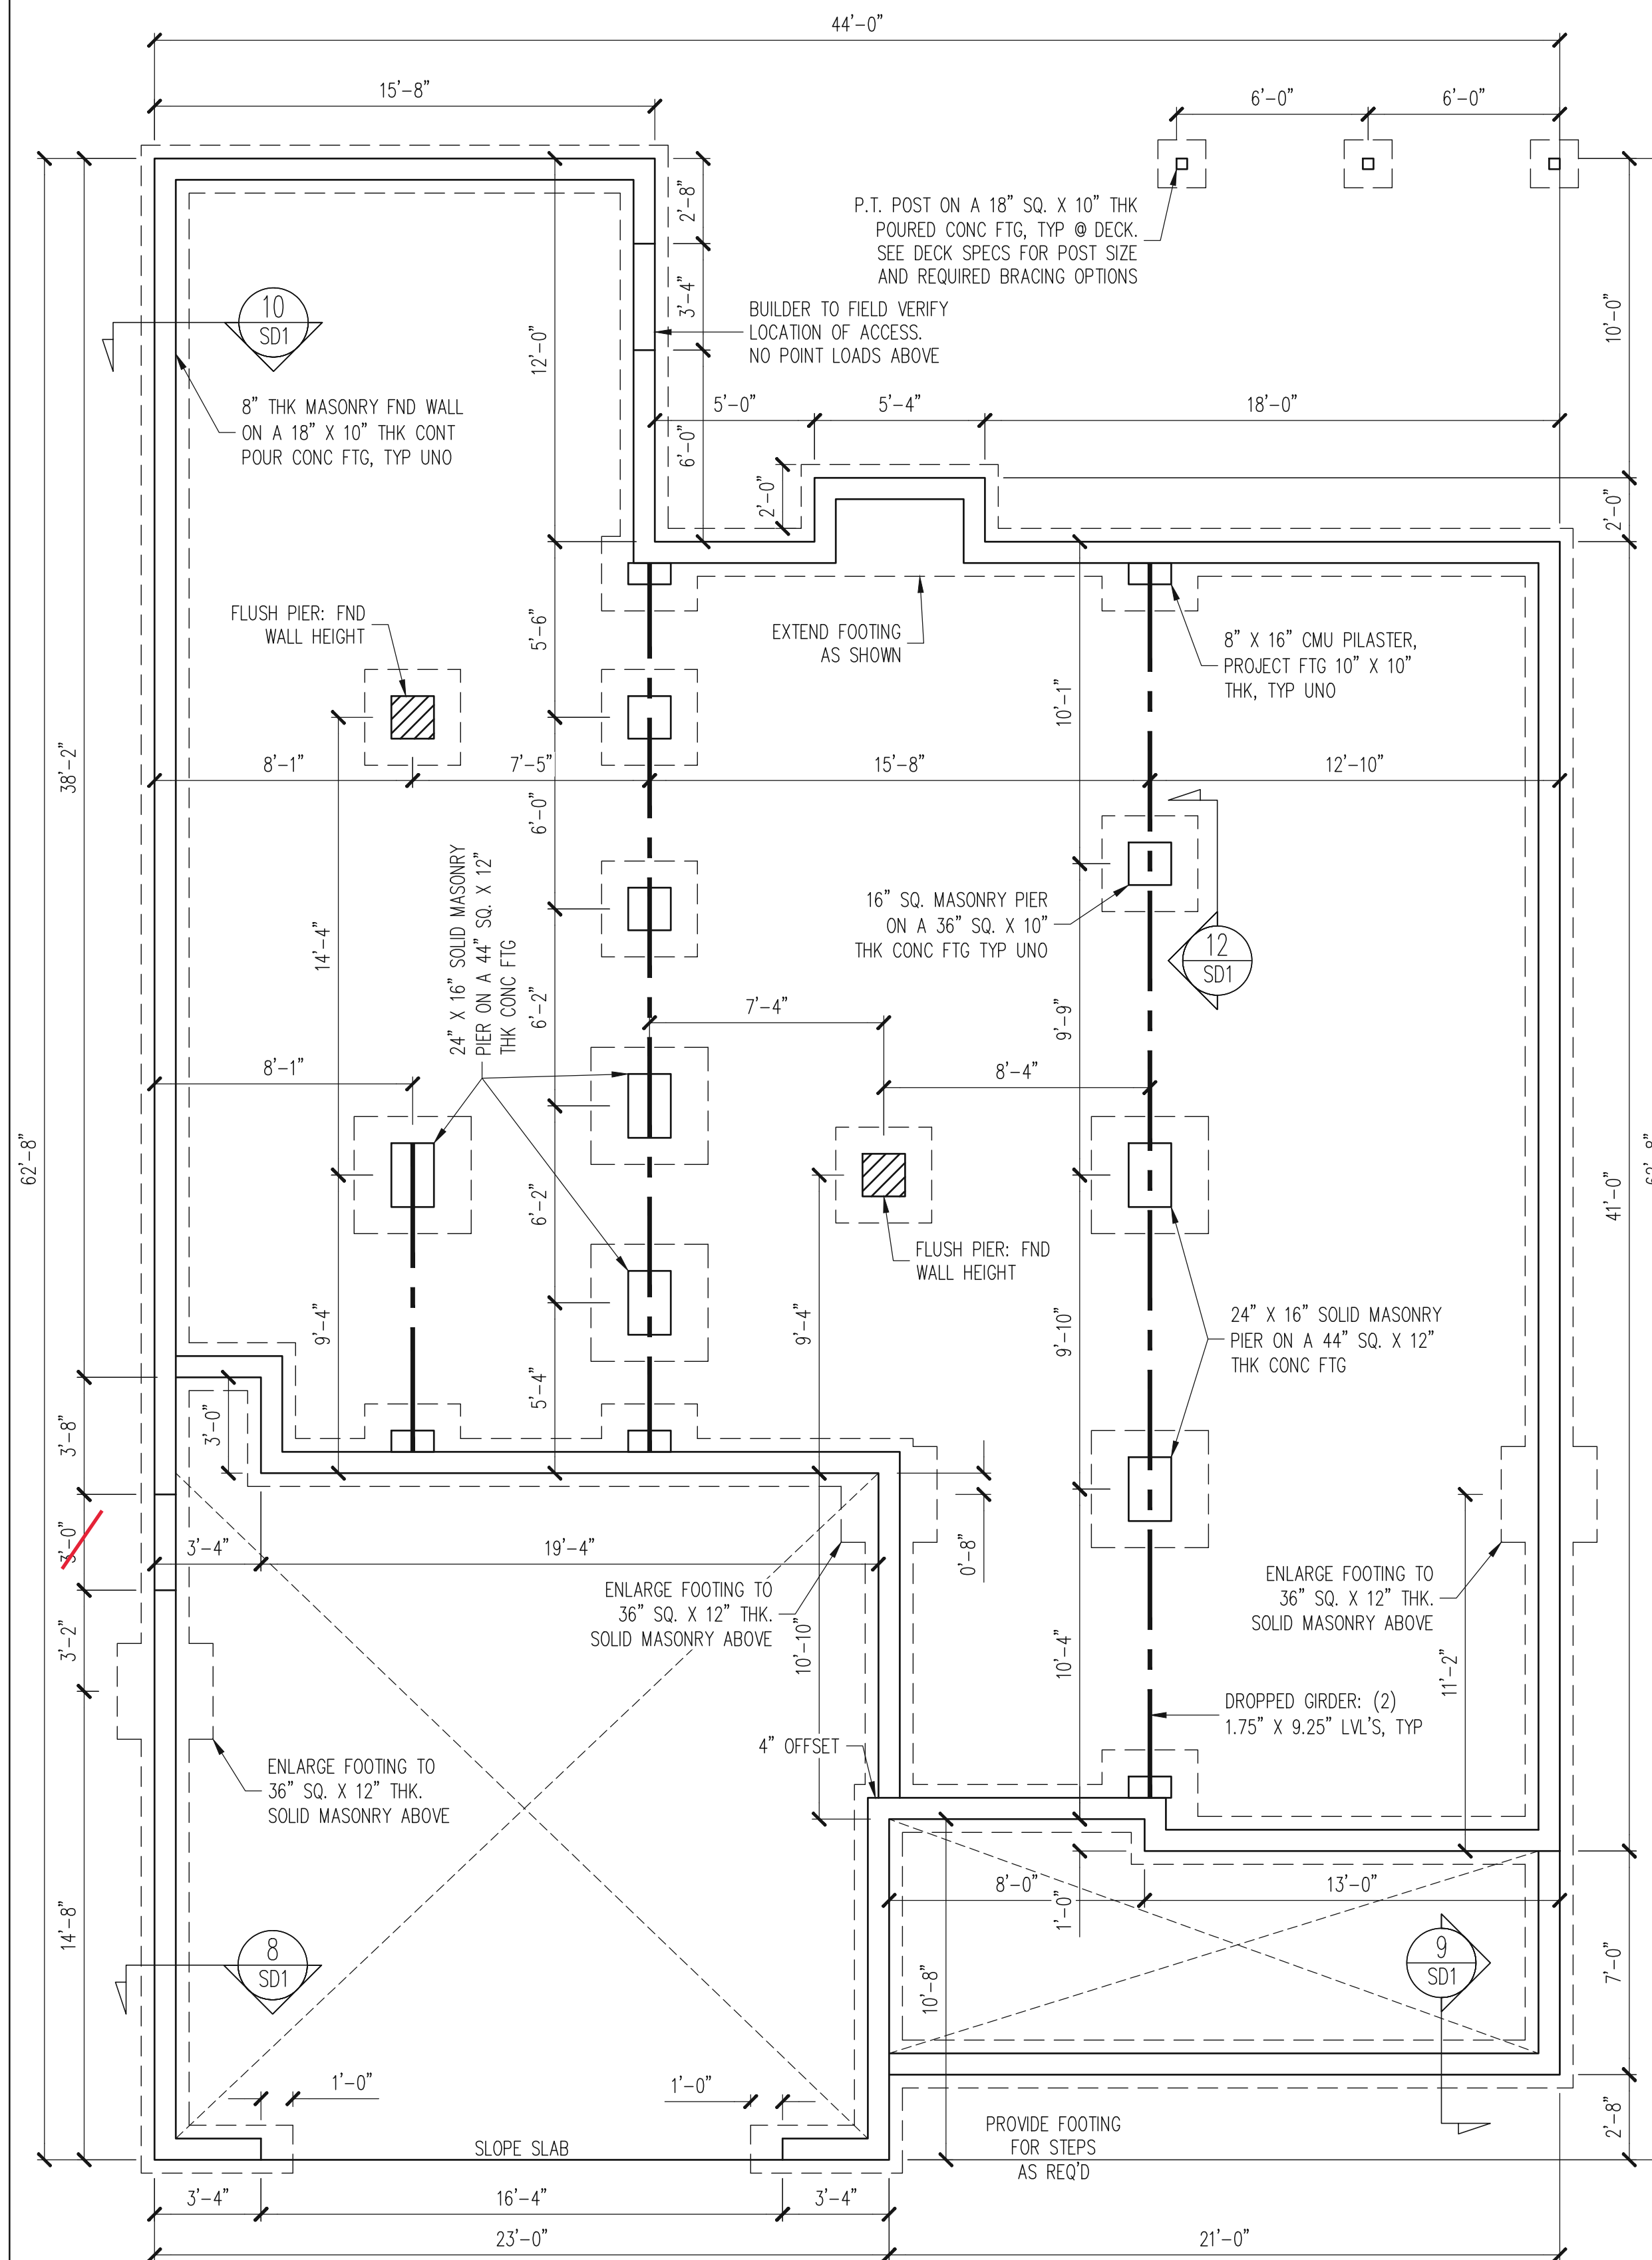 44'-0"
15'-8"
6'-0"
6'-0"
2'-8"
P.T. POST ON A 18" SQ. X 10" THK
POURED CONC FTG, TYP @ DECK.
SEE DECK SPECS FOR POST SIZE
AND REQUIRED BRACING OPTIONS
10
SD1
3'-4"
BUILDER TO FIELD VERIFY
LOCATION OF ACCESS.
NO POINT LOADS ABOVE
10'-0"
12'-0"
8" THK MASONRY FND WALL
ON A 18" X 10" THK CONT
POUR CONC FTG, TYP UNO
5'-0"
5'-4"
18'-0"
6'-0"
2'-0"
2'-0"
FLUSH PIER: FND
WALL HEIGHT
5'-6"
EXTEND FOOTING
AS SHOWN
8" X 16" CMU PILASTER,
PROJECT FTG 10" X 10"
THK, TYP UNO
10'-1"
38'-2"
8'-1"
7'-5"
15'-8"
12'-10"
6'-0"
24" X 16" SOLID MASONRY
PIER ON A 44" SQ. X 12"
THK CONC FTG
16" SQ. MASONRY PIER
ON A 36" SQ. X 10"
THK CONC FTG TYP UNO
12
SD1
14'-4"
6'-2"
7'-4"
9'-9"
8'-1"
8'-4"
62'-8"
6'-2"
41'-0"
62'-8"
FLUSH PIER: FND
WALL HEIGHT
9'-4"
9'-4"
9'-10"
24" X 16" SOLID MASONRY
PIER ON A 44" SQ. X 12"
THK CONC FTG
5'-4"
3'-8"
3'-0"
3'-0"
3'-4"
19'-4"
0'-8"
ENLARGE FOOTING TO
36" SQ. X 12" THK.
SOLID MASONRY ABOVE
ENLARGE FOOTING TO
36" SQ. X 12" THK.
SOLID MASONRY ABOVE
3'-2"
10'-10"
10'-4"
11'-2"
DROPPED GIRDER: (2)
1.75" X 9.25" LVL'S, TYP
4" OFFSET
ENLARGE FOOTING TO
36" SQ. X 12" THK.
SOLID MASONRY ABOVE
14'-8"
8'-0"
13'-0"
1'-0"
8
SD1
9
SD1
10'-8"
7'-0"
1'-0"
1'-0"
2'-8"
SLOPE SLAB
PROVIDE FOOTING
FOR STEPS
AS REQ'D
3'-4"
16'-4"
3'-4"
23'-0"
21'-0"